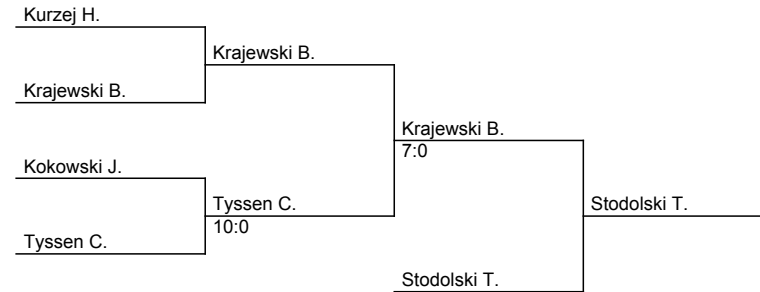 Kurzej H.
Krajewski B.
Krajewski B.
Krajewski B.
7:0
Kokowski J.
Tyssen C.
Stodolski T.
10:0
Tyssen C.
Stodolski T.